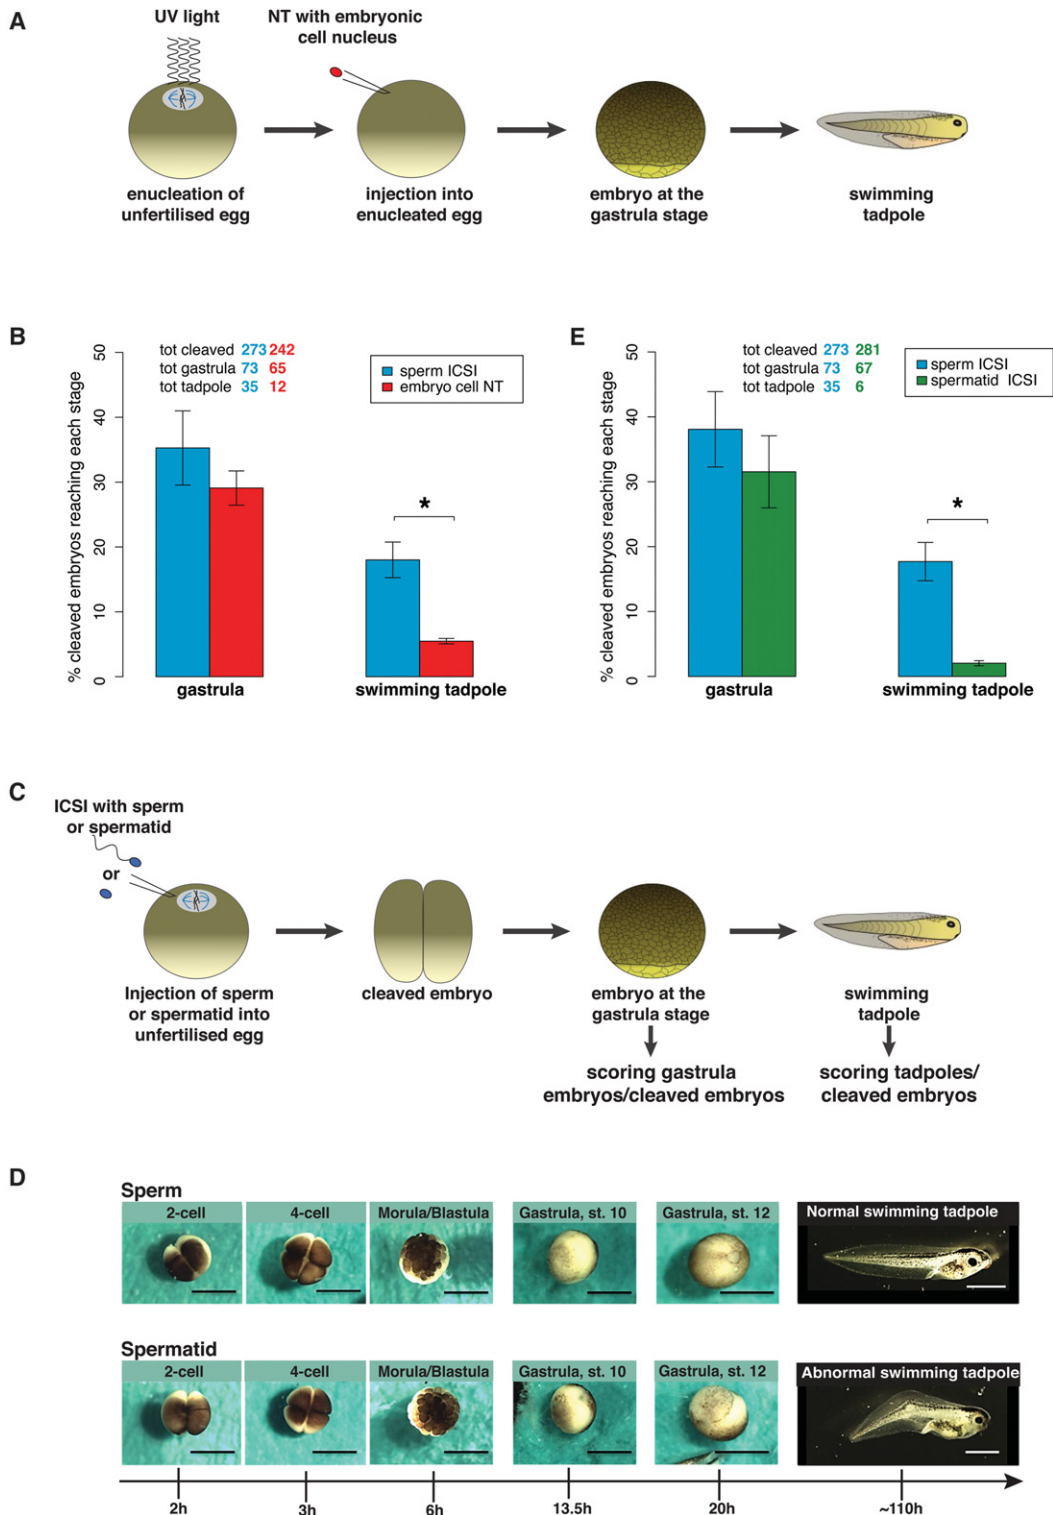 A
UV light
NT with embryonic
cell nucleus
enucleation of
unfertilised egg
injection into
enucleated egg
embryo at the
gastrula stage
swimming
tadpole
B
% cleaved embryos reaching each stage
0 10 20 30 40 50
tot cleaved 273 242
tot gastrula 73 65
tot tadpole 35 12
sperm ICSI
embryo cell NT
*
gastrula
swimming tadpole
E
% cleaved embryos reaching each stage
0 10 20 30 40 50
tot cleaved 273 281
tot gastrula 73 67
tot tadpole 35 6
sperm ICSI
spermatid ICSI
*
gastrula
swimming tadpole
C
ICSI with sperm
or spermatid
or
Injection of sperm
or spermatid into
unfertilised egg
cleaved embryo
embryo at the
gastrula stage
swimming
tadpole
scoring gastrula
embryos/cleaved embryos
scoring tadpoles/
cleaved embryos
D
Sperm
2-cell
4-cell
Morula/Blastula
Gastrula, st. 10
Gastrula, st. 12
Normal swimming tadpole
Spermatid
2-cell
4-cell
Morula/Blastula
Gastrula, st. 10
Gastrula, st. 12
Abnormal swimming tadpole
2h
3h
6h
13.5h
20h
~110h